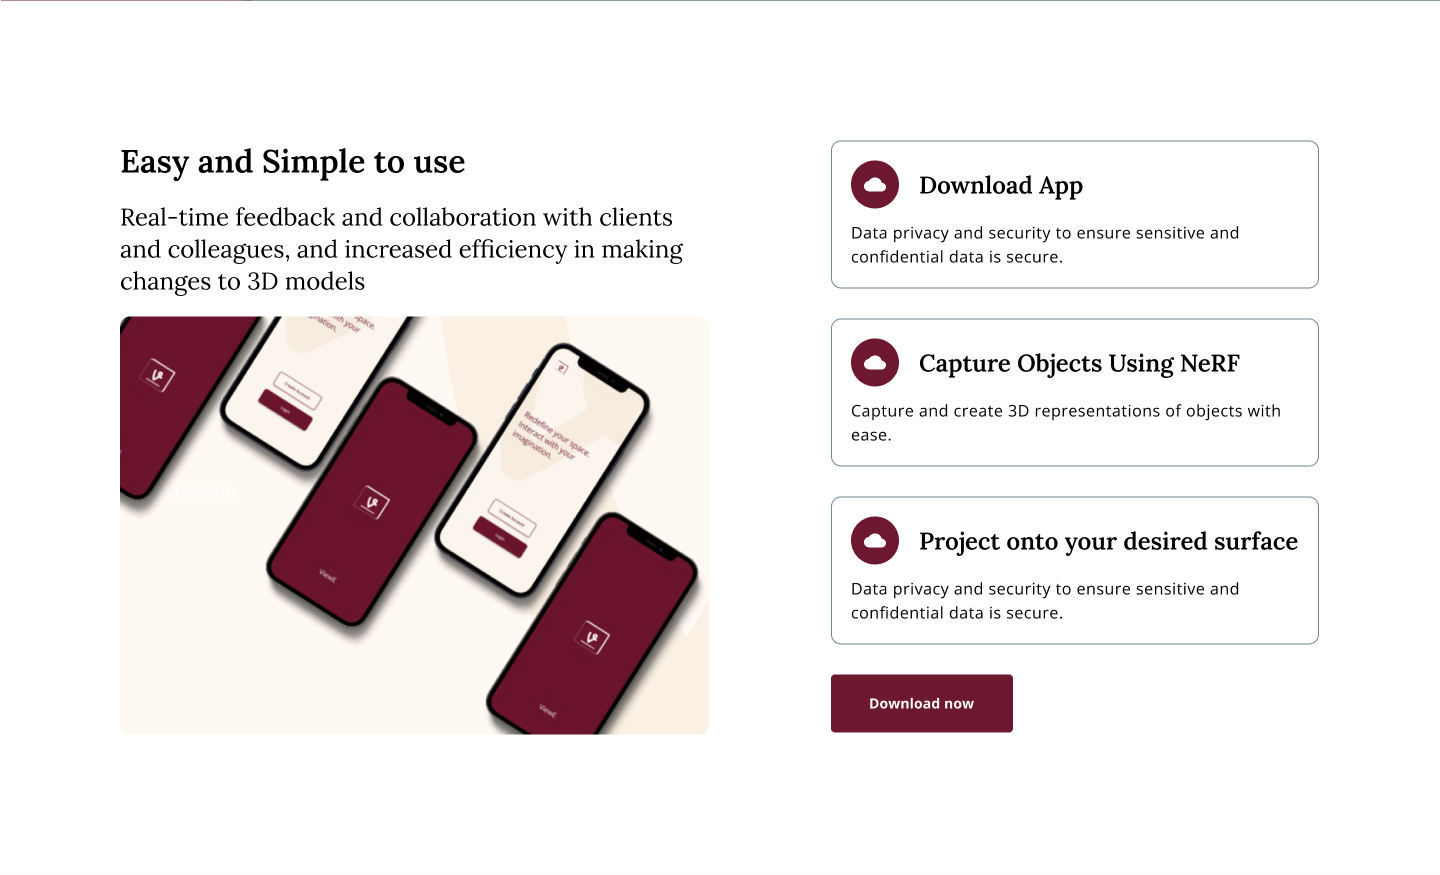 Easy and Simple to use
Real-time feedback and collaboration with clients
and colleagues, and increased efficiency in making
changes to 3D models
space.
with your
Create Account
Login
ViewE
Redefine your space.
Interact with your
imagination.
Create Account
Login
ViewE
Download App
Data privacy and security to ensure sensitive and
confidential data is secure.
Capture Objects Using NeRF
Capture and create 3D representations of objects with
ease.
Project onto your desired surface
Data privacy and security to ensure sensitive and
confidential data is secure.
Download now